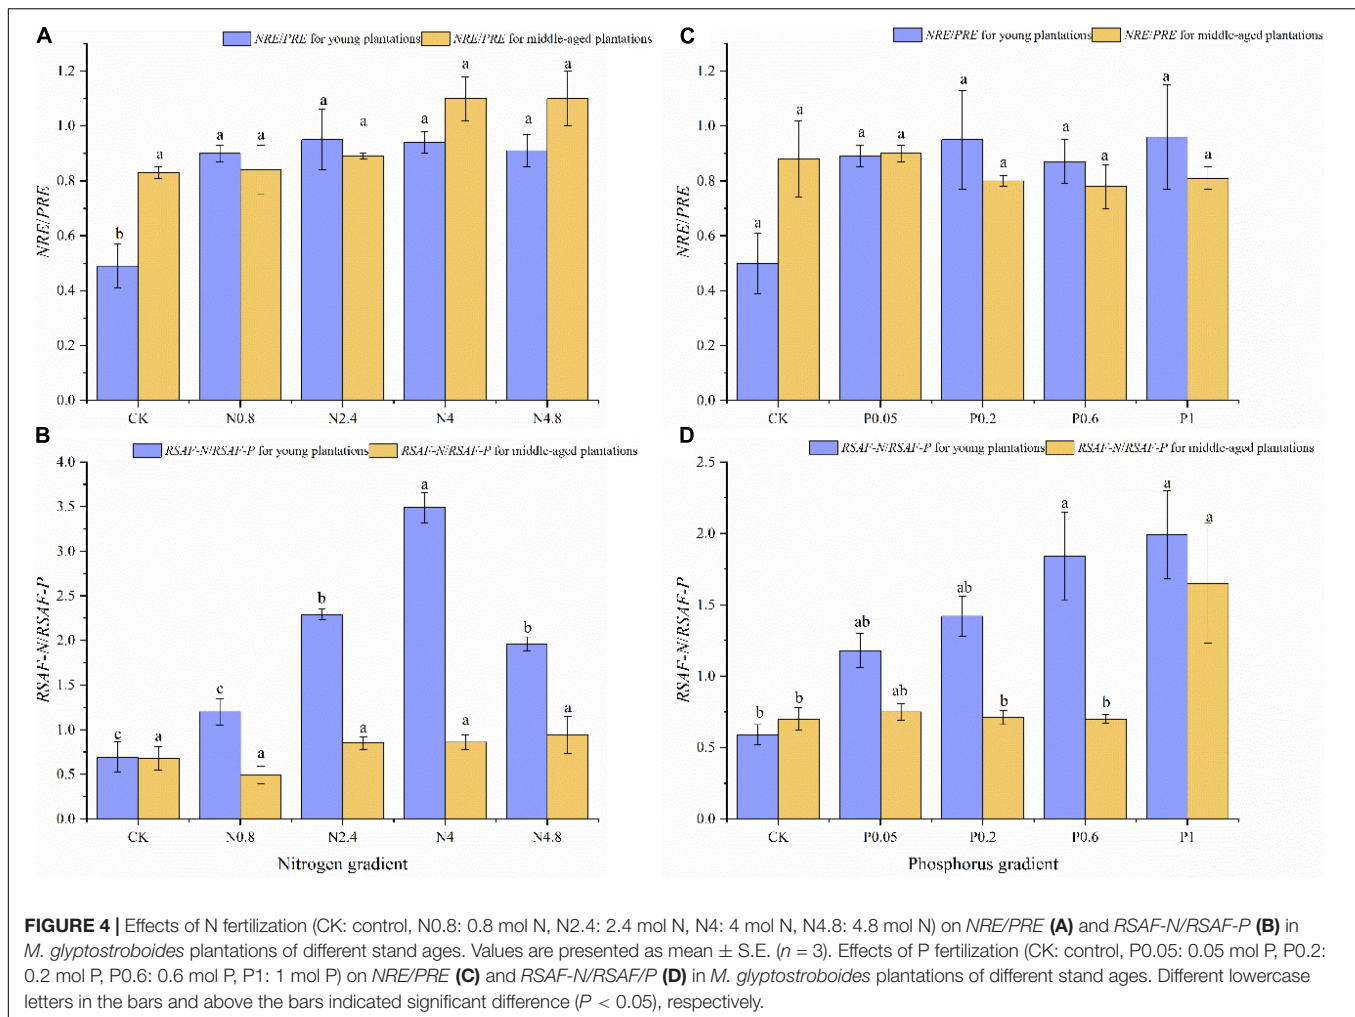 A
NRE/PRE for young plantations NRE/PRE for middle-aged plantations
1.2
1.0
0.8
0.6
0.4
0.2
0.0
NRE/PRE
b a a a a a a a a a
CK N0.8 N2.4 N4 N4.8
B
RSAF-N/RSAF-P for young plantations RSAF-N/RSAF-P for middle-aged plantations
4.0
3.5
3.0
2.5
2.0
1.5
1.0
0.5
0.0
RSAF-N/RSAF-P
c a c a b a a a b a
CK N0.8 N2.4 N4 N4.8
Nitrogen gradient
C
NRE/PRE for young plantations NRE/PRE for middle-aged plantations
1.2
1.0
0.8
0.6
0.4
0.2
0.0
NRE/PRE
a a a a a a a a a a
CK P0.05 P0.2 P0.6 P1
D
RSAF-N/RSAF-P for young plantations RSAF-N/RSAF-P for middle-aged plantations
2.5
2.0
1.5
1.0
0.5
0.0
RSAF-N/RSAF-P
b b ab ab ab b a b a a
CK P0.05 P0.2 P0.6 P1
Phosphorus gradient
FIGURE 4 | Effects of N fertilization (CK: control, N0.8: 0.8 mol N, N2.4: 2.4 mol N, N4: 4 mol N, N4.8: 4.8 mol N) on NRE/PRE (A) and RSAF-N/RSAF-P (B) in
M. glyptostroboides plantations of different stand ages. Values are presented as mean ± S.E. (n = 3). Effects of P fertilization (CK: control, P0.05: 0.05 mol P, P0.2:
0.2 mol P, P0.6: 0.6 mol P, P1: 1 mol P) on NRE/PRE (C) and RSAF-N/RSAF/P (D) in M. glyptostroboides plantations of different stand ages. Different lowercase
letters in the bars and above the bars indicated significant difference (P < 0.05), respectively.